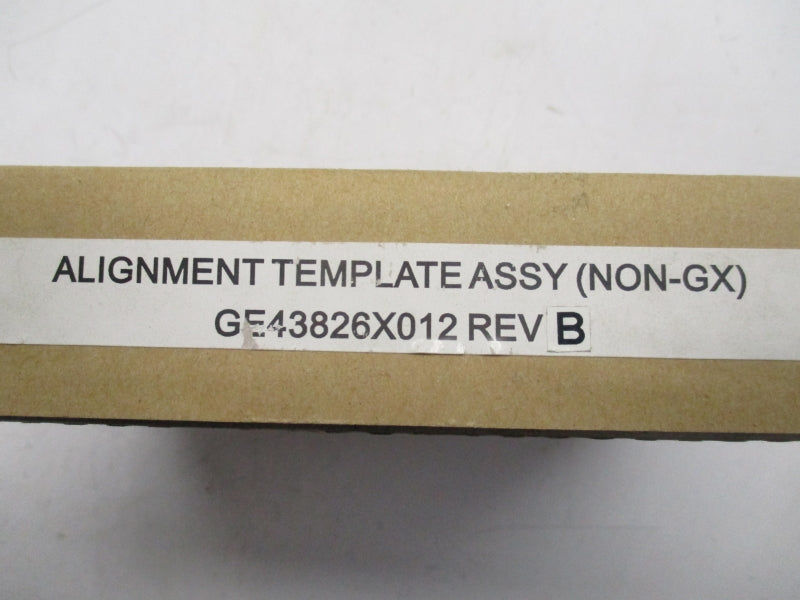 ALIGNMENT TEMPLATE ASSY (NON-GX)
GE43826X012 REV B